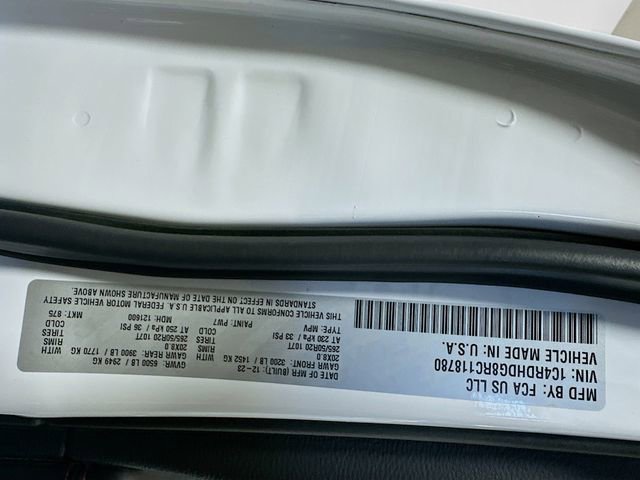 MFD BY: FCA US LLC
VIN: 1C4RDHDG8RC118780
VEHICLE MADE IN: U.S.A.
DATE OF MFR (BUILT): 12-23 GVWR: 6500 LB / 2949 KG
GAWR FRONT: 3200 LB / 1452 KG WITH GAWR REAR: 3900 LB / 1770 KG WITH
20X8.0 RIMS 20X8.0 RIMS
265/50R20 107T TIRES 265/50R20 107T TIRES
AT 230 kPa / 33 PSI COLD AT 250 kPa / 36 PSI COLD
TYPE: MPV PAINT: PW7 MDH: 121600 MKT: 875
THIS VEHICLE CONFORMS TO ALL APPLICABLE U.S.A. FEDERAL MOTOR VEHICLE SAFETY
STANDARDS IN EFFECT ON THE DATE OF MANUFACTURE SHOWN ABOVE.